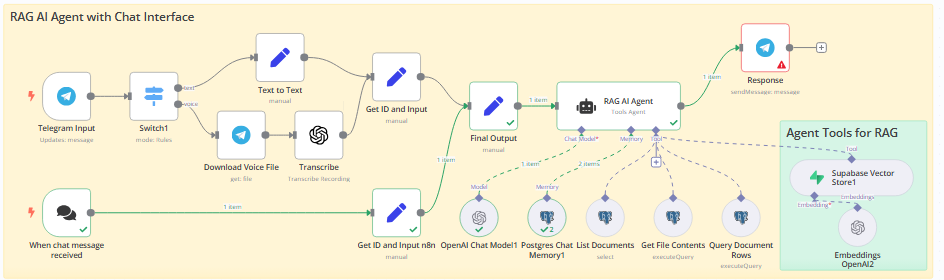 RAG AI Agent with Chat Interface
Telegram Input
Updates: message
Switch1
mode: Rules
text
voice
Text to Text
manual
Download Voice File
get: file
Transcribe
Transcribe Recording
Get ID and Input
manual
When chat message
received
1 item
Get ID and Input n8n
manual
1 item
Final Output
manual
1 item
RAG AI Agent
Tools Agent
Chat Model*
Memory
Tool
1 item
Response
sendMessage: message
1 item
2 items
Model
OpenAI Chat Model1
Memory
2
Postgres Chat
Memory1
List Documents
select
Get File Contents
executeQuery
Query Document
Rows
executeQuery
Agent Tools for RAG
Tool
Supabase Vector
Store1
Embedding*
Embeddings
Embeddings
OpenAI2